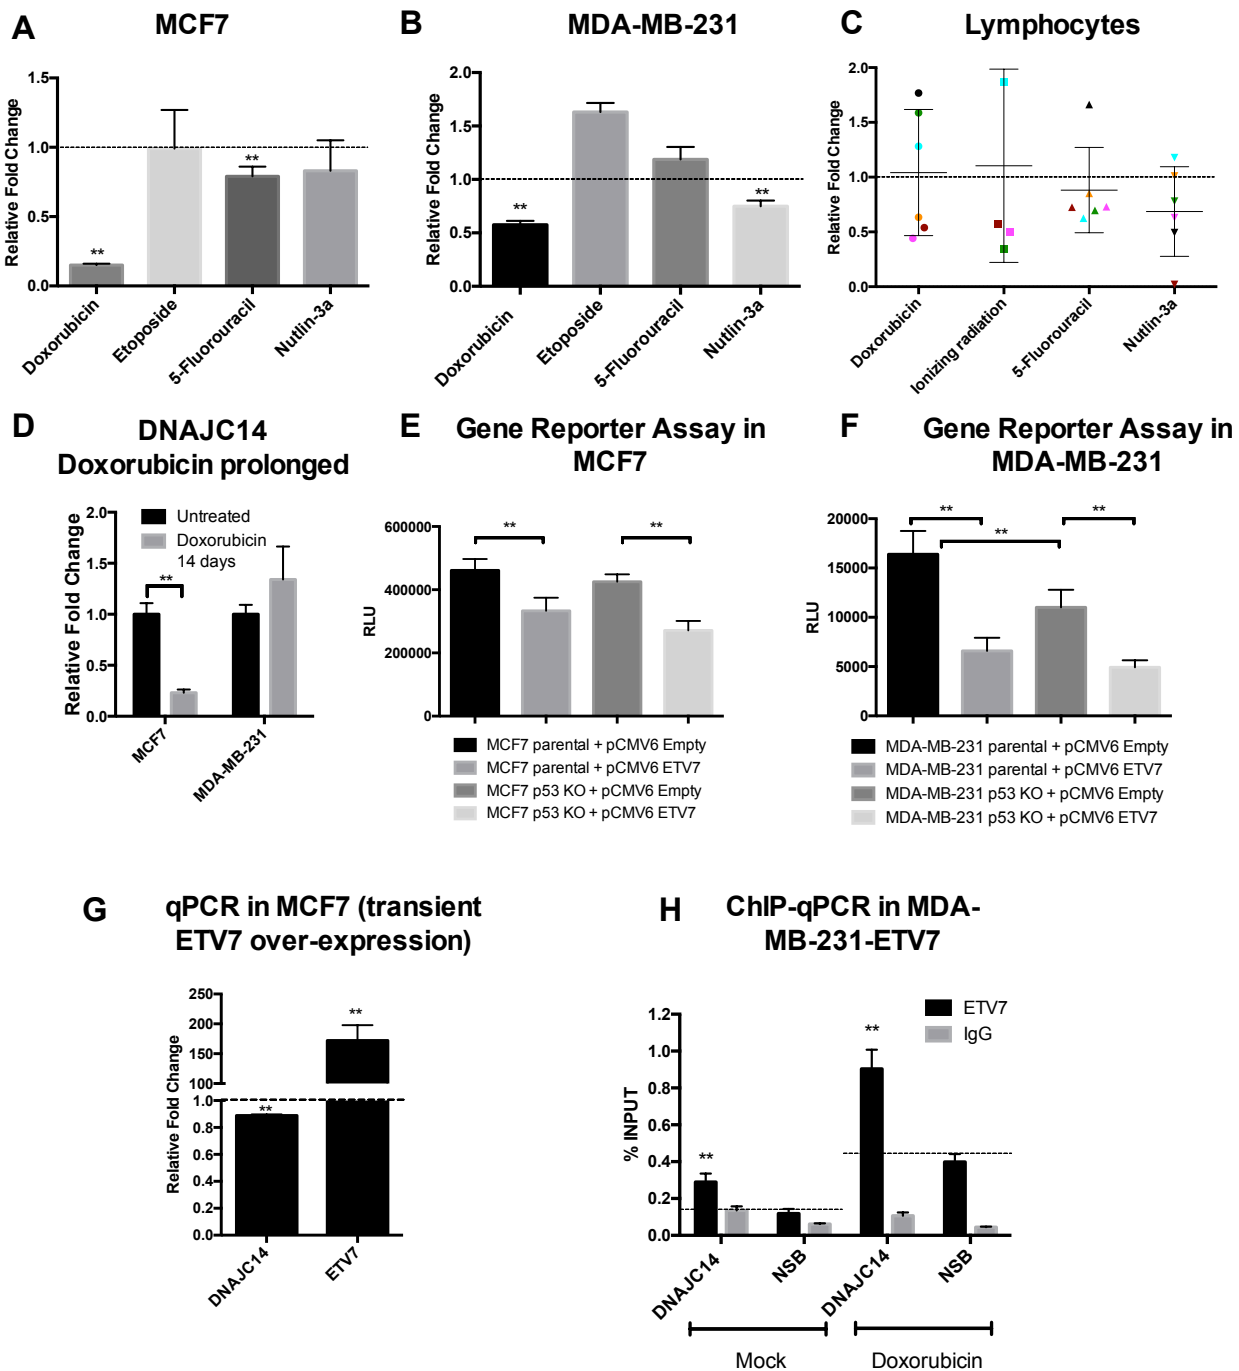 A MCF7
Relative Fold Change
1.5
1.0
0.5
0.0
**
**
Doxorubicin
Etoposide
5-Fluorouracil
Nutlin-3a
B MDA-MB-231
Relative Fold Change
2.0
1.5
1.0
0.5
0.0
**
**
Doxorubicin
Etoposide
5-Fluorouracil
Nutlin-3a
C Lymphocytes
Relative Fold Change
2.0
1.5
1.0
0.5
0.0
Doxorubicin
Ionizing radiation
5-Fluorouracil
Nutlin-3a
D DNAJC14
Doxorubicin prolonged
Relative Fold Change
2.0
1.5
1.0
0.5
0.0
Untreated
Doxorubicin
14 days
**
MCF7
MDA-MB-231
E Gene Reporter Assay in
MCF7
RLU
600000
400000
200000
0
**
**
MCF7 parental + pCMV6 Empty
MCF7 parental + pCMV6 ETV7
MCF7 p53 KO + pCMV6 Empty
MCF7 p53 KO + pCMV6 ETV7
F Gene Reporter Assay in
MDA-MB-231
RLU
20000
15000
10000
5000
0
**
**
**
MDA-MB-231 parental + pCMV6 Empty
MDA-MB-231 parental + pCMV6 ETV7
MDA-MB-231 p53 KO + pCMV6 Empty
MDA-MB-231 p53 KO + pCMV6 ETV7
G qPCR in MCF7 (transient
ETV7 over-expression)
Relative Fold Change
250
200
150
100
1.0
0.8
0.6
0.4
0.2
0.0
**
**
DNAJC14
ETV7
H ChIP-qPCR in MDA-
MB-231-ETV7
% INPUT
1.2
1.0
0.8
0.6
0.4
0.2
0.0
ETV7
IgG
**
**
DNAJC14
NSB
DNAJC14
NSB
Mock
Doxorubicin